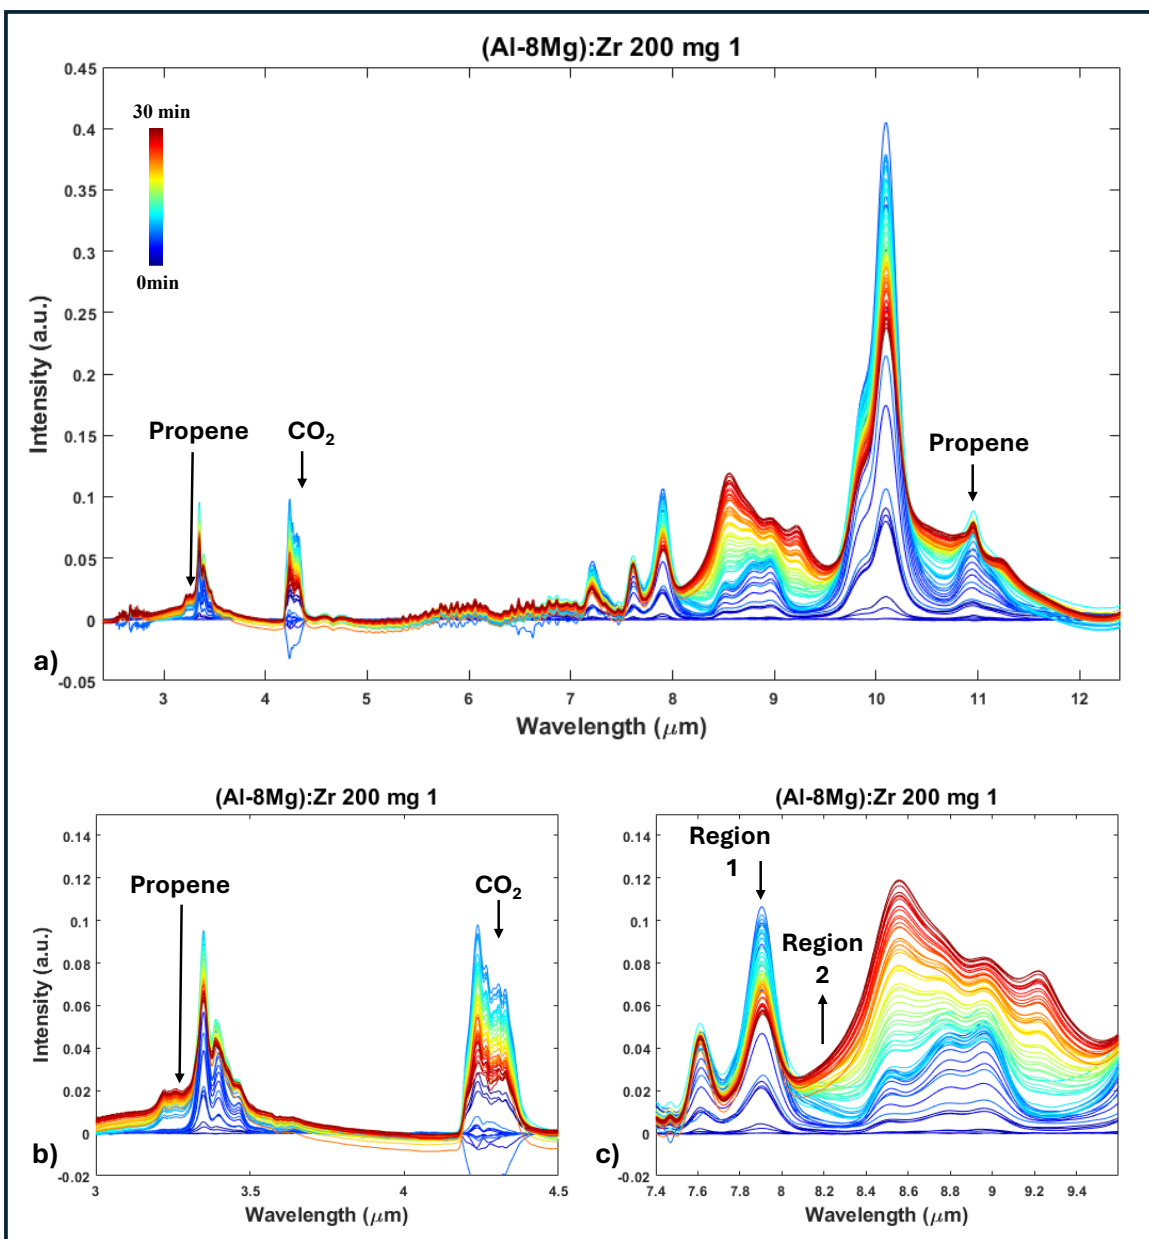 (Al-8Mg):Zr 200 mg 1
0.45
0.4
0.35
0.3
0.25
0.2
0.15
0.1
0.05
0
-0.05
30 min
0min
Propene
CO2
Propene
Intensity (a.u.)
a)
3 4 5 6 7 8 9 10 11 12
Wavelength (μm)
(Al-8Mg):Zr 200 mg 1
0.14
0.12
0.1
0.08
0.06
0.04
0.02
0
-0.02
Propene
CO2
Intensity (a.u.)
b)
3 3.5 4 4.5
Wavelength (μm)
(Al-8Mg):Zr 200 mg 1
0.14
0.12
0.1
0.08
0.06
0.04
0.02
0
-0.02
Region
1
Region
2
Intensity (a.u.)
c)
7.4 7.6 7.8 8 8.2 8.4 8.6 8.8 9 9.2 9.4
Wavelength (μm)